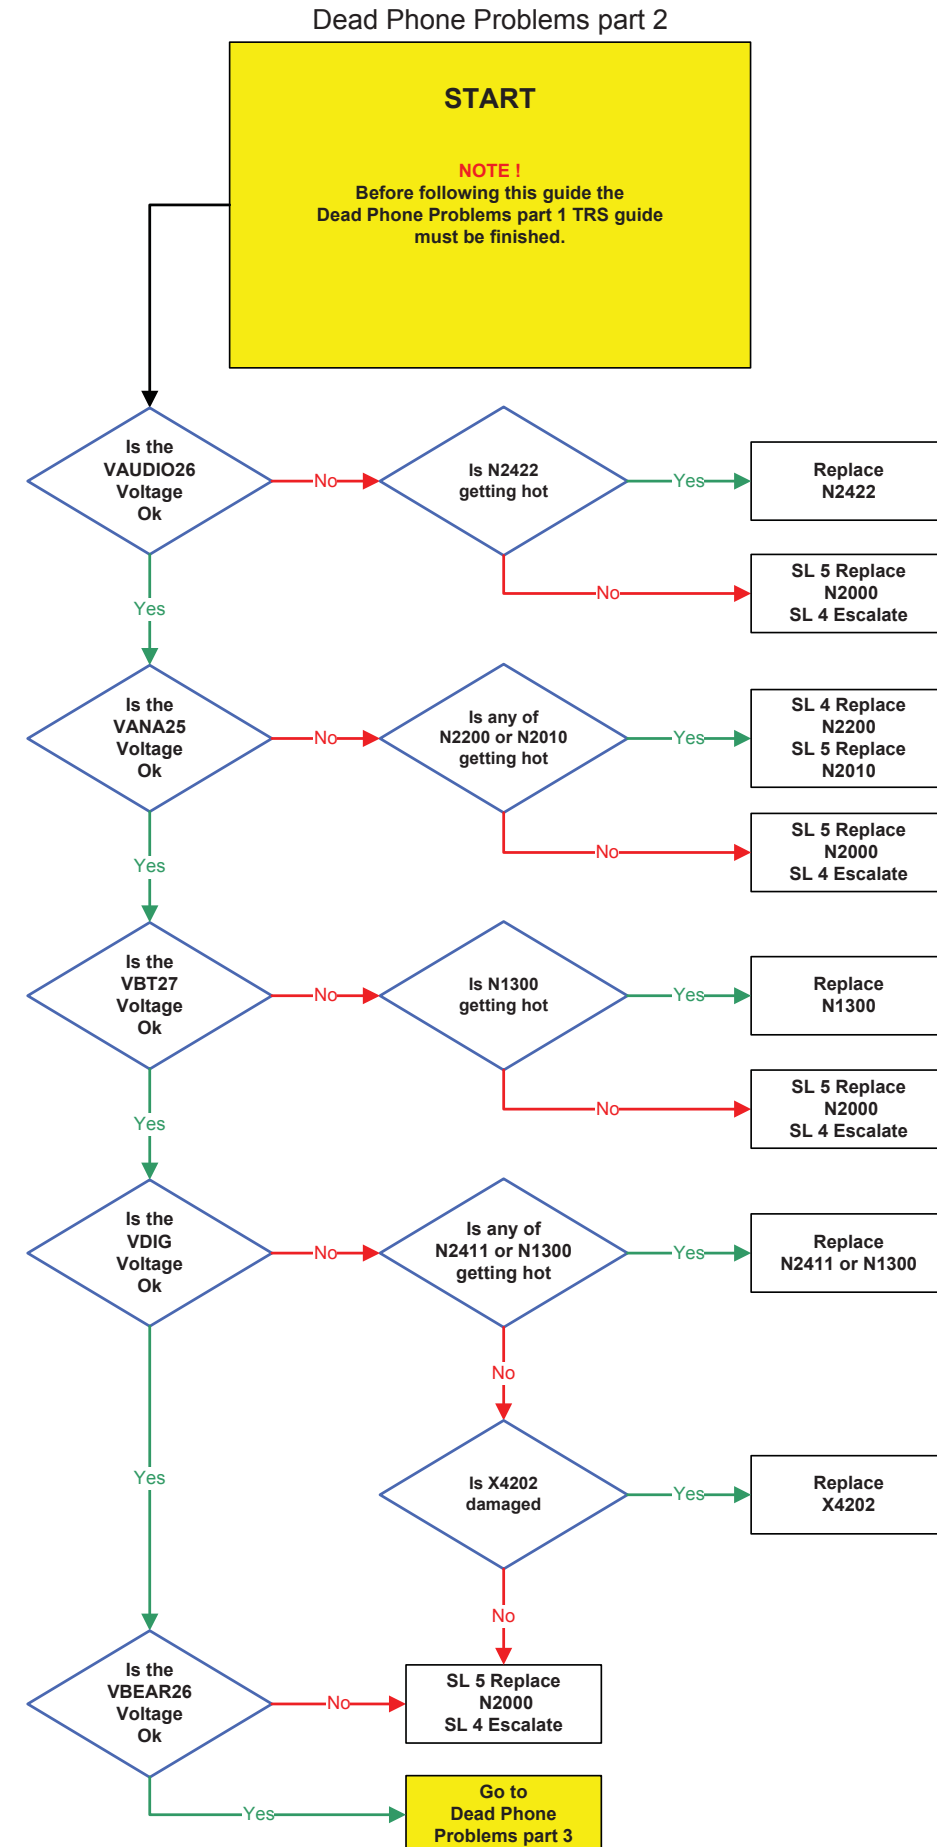 Dead Phone Problems part 2
START
NOTE !
Before following this guide the
Dead Phone Problems part 1 TRS guide
must be finished.
Is the
VAUDIO26
Voltage
Ok
No
Is N2422
getting hot
Yes
Replace
N2422
No
SL 5 Replace
N2000
SL 4 Escalate
Yes
Is the
VANA25
Voltage
Ok
No
Is any of
N2200 or N2010
getting hot
Yes
SL 4 Replace
N2200
SL 5 Replace
N2010
No
SL 5 Replace
N2000
SL 4 Escalate
Yes
Is the
VBT27
Voltage
Ok
No
Is N1300
getting hot
Yes
Replace
N1300
No
SL 5 Replace
N2000
SL 4 Escalate
Yes
Is the
VDIG
Voltage
Ok
No
Is any of
N2411 or N1300
getting hot
Yes
Replace
N2411 or N1300
No
Is X4202
damaged
Yes
Replace
X4202
No
Yes
Is the
VBEAR26
Voltage
Ok
No
SL 5 Replace
N2000
SL 4 Escalate
Yes
Go to
Dead Phone
Problems part 3